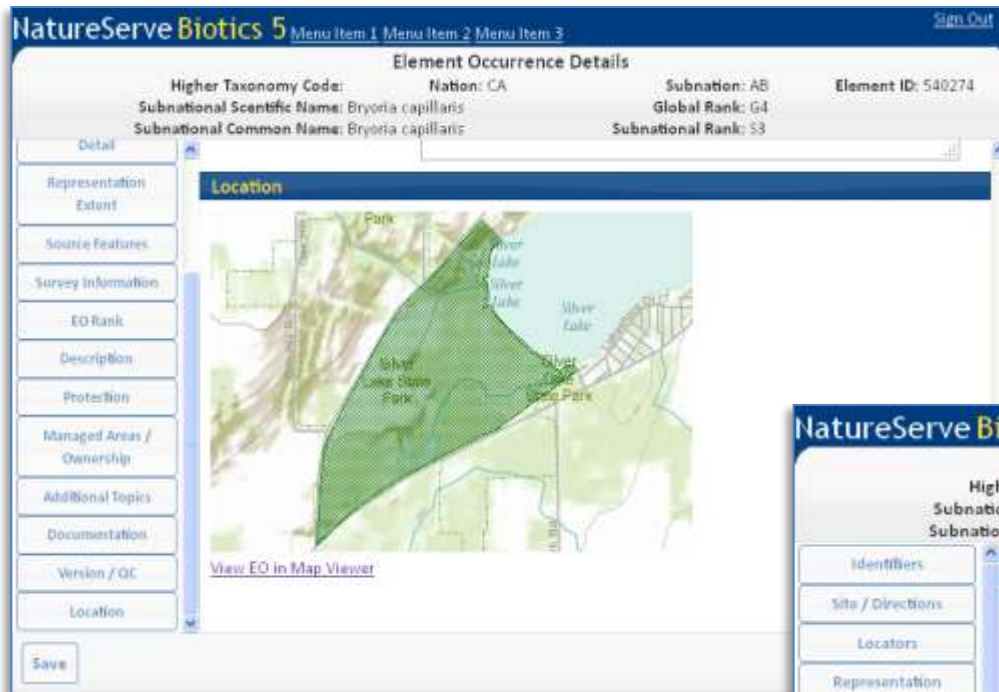 NatureServe Biotics 5 Menu Item 1 Menu Item 2 Menu Item 3
Sign Out
Element Occurrence Details
Higher Taxonomy Code: Nation: CA Subnation: AB Element ID: 540274
Subnational Scientific Name: Bryoria capillaris Global Rank: G4
Subnational Common Name: Bryoria capillaris Subnational Rank: S3
Detail
Representation
Extent
Source Features
Survey Information
EO Rank
Description
Protection
Managed Areas /
Ownership
Additional Topics
Documentation
Version / QC
Location
Save
Location
Park
Silver
Lake
Silver
Lake
Silver
Lake
Silver
Lake State
Park
Silver
Lake
State Park
View EO in Map Viewer
NatureServe Bi
High
Subnatio
Subnatio
Identifiers
Site / Directions
Locators
Representation